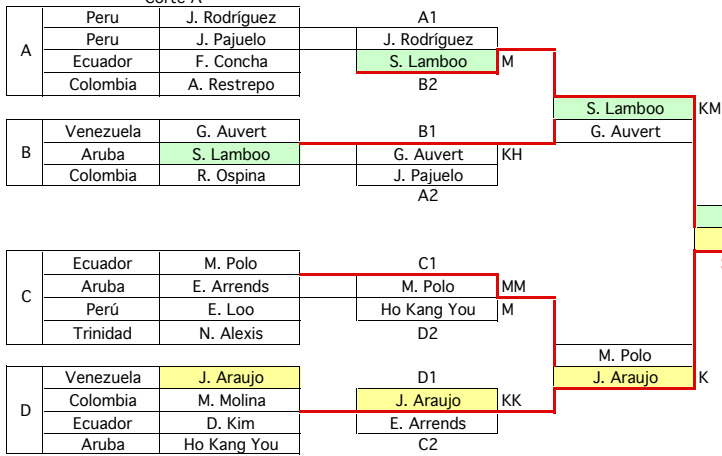 Corte A
A Peru J. Rodríguez A1
Peru J. Pajuelo J. Rodríguez
Ecuador F. Concha S. Lamboo M
Colombia A. Restrepo B2
S. Lamboo KM
G. Auvert
B Venezuela G. Auvert B1
Aruba S. Lamboo G. Auvert KH
Colombia R. Ospina J. Pajuelo
A2
C Ecuador M. Polo C1
Aruba E. Arrends M. Polo MM
Perú E. Loo Ho Kang You M
Trinidad N. Alexis D2
M. Polo
J. Araujo K
D Venezuela J. Araujo D1
Colombia M. Molina J. Araujo KK
Ecuador D. Kim E. Arrends
Aruba Ho Kang You C2